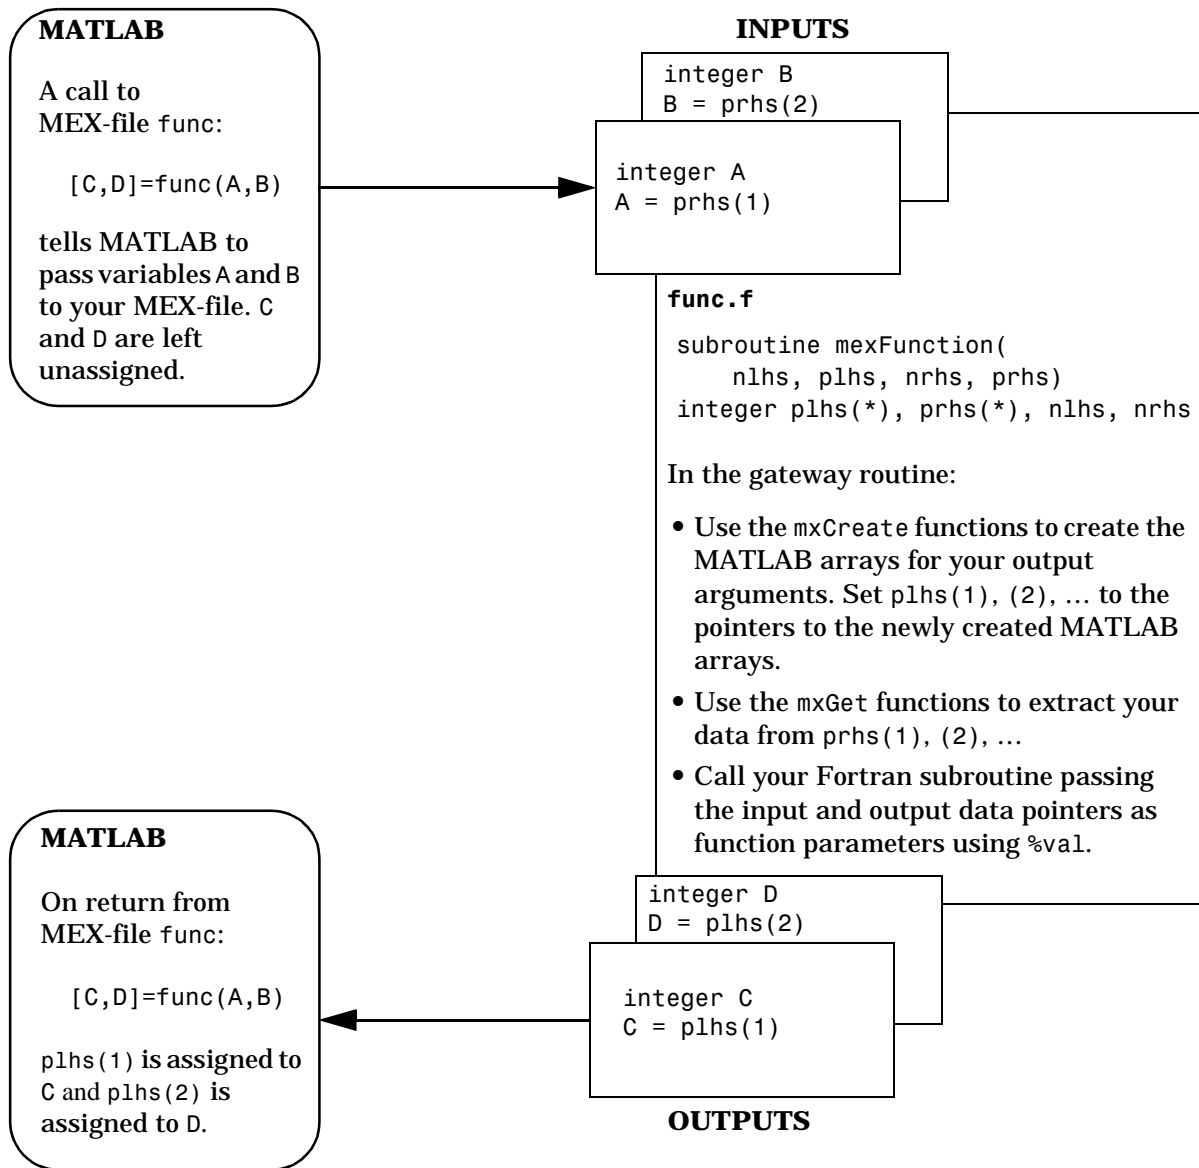 MATLAB
A call to
MEX-file func:
[C,D]=func(A,B)
tells MATLAB to
pass variables A and B
to your MEX-file. C
and D are left
unassigned.
INPUTS
integer B
B = prhs(2)
integer A
A = prhs(1)
func.f
subroutine mexFunction(
nlhs, plhs, nrhs, prhs)
integer plhs(*), prhs(*), nlhs, nrhs
In the gateway routine:
• Use the mxCreate functions to create the
MATLAB arrays for your output
arguments. Set plhs(1), (2), … to the
pointers to the newly created MATLAB
arrays.
• Use the mxGet functions to extract your
data from prhs(1), (2), …
• Call your Fortran subroutine passing
the input and output data pointers as
function parameters using %val.
integer D
D = plhs(2)
integer C
C = plhs(1)
OUTPUTS
MATLAB
On return from
MEX-file func:
[C,D]=func(A,B)
plhs(1) is assigned to
C and plhs(2) is
assigned to D.